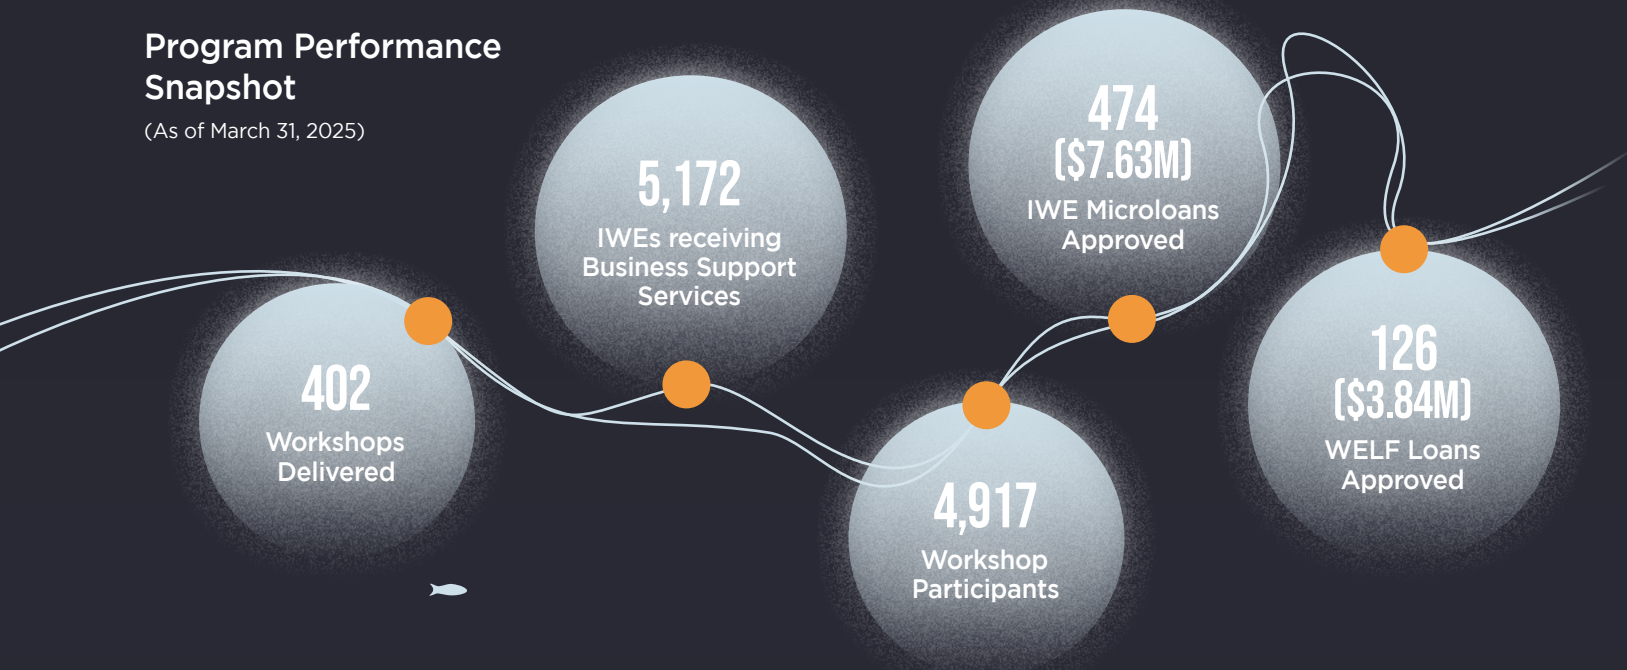 Program Performance
Snapshot
(As of March 31, 2025)
402
Workshops
Delivered
5,172
IWEs receiving
Business Support
Services
4,917
Workshop
Participants
474
($7.63M)
IWE Microloans
Approved
126
($3.84M)
WELF Loans
Approved